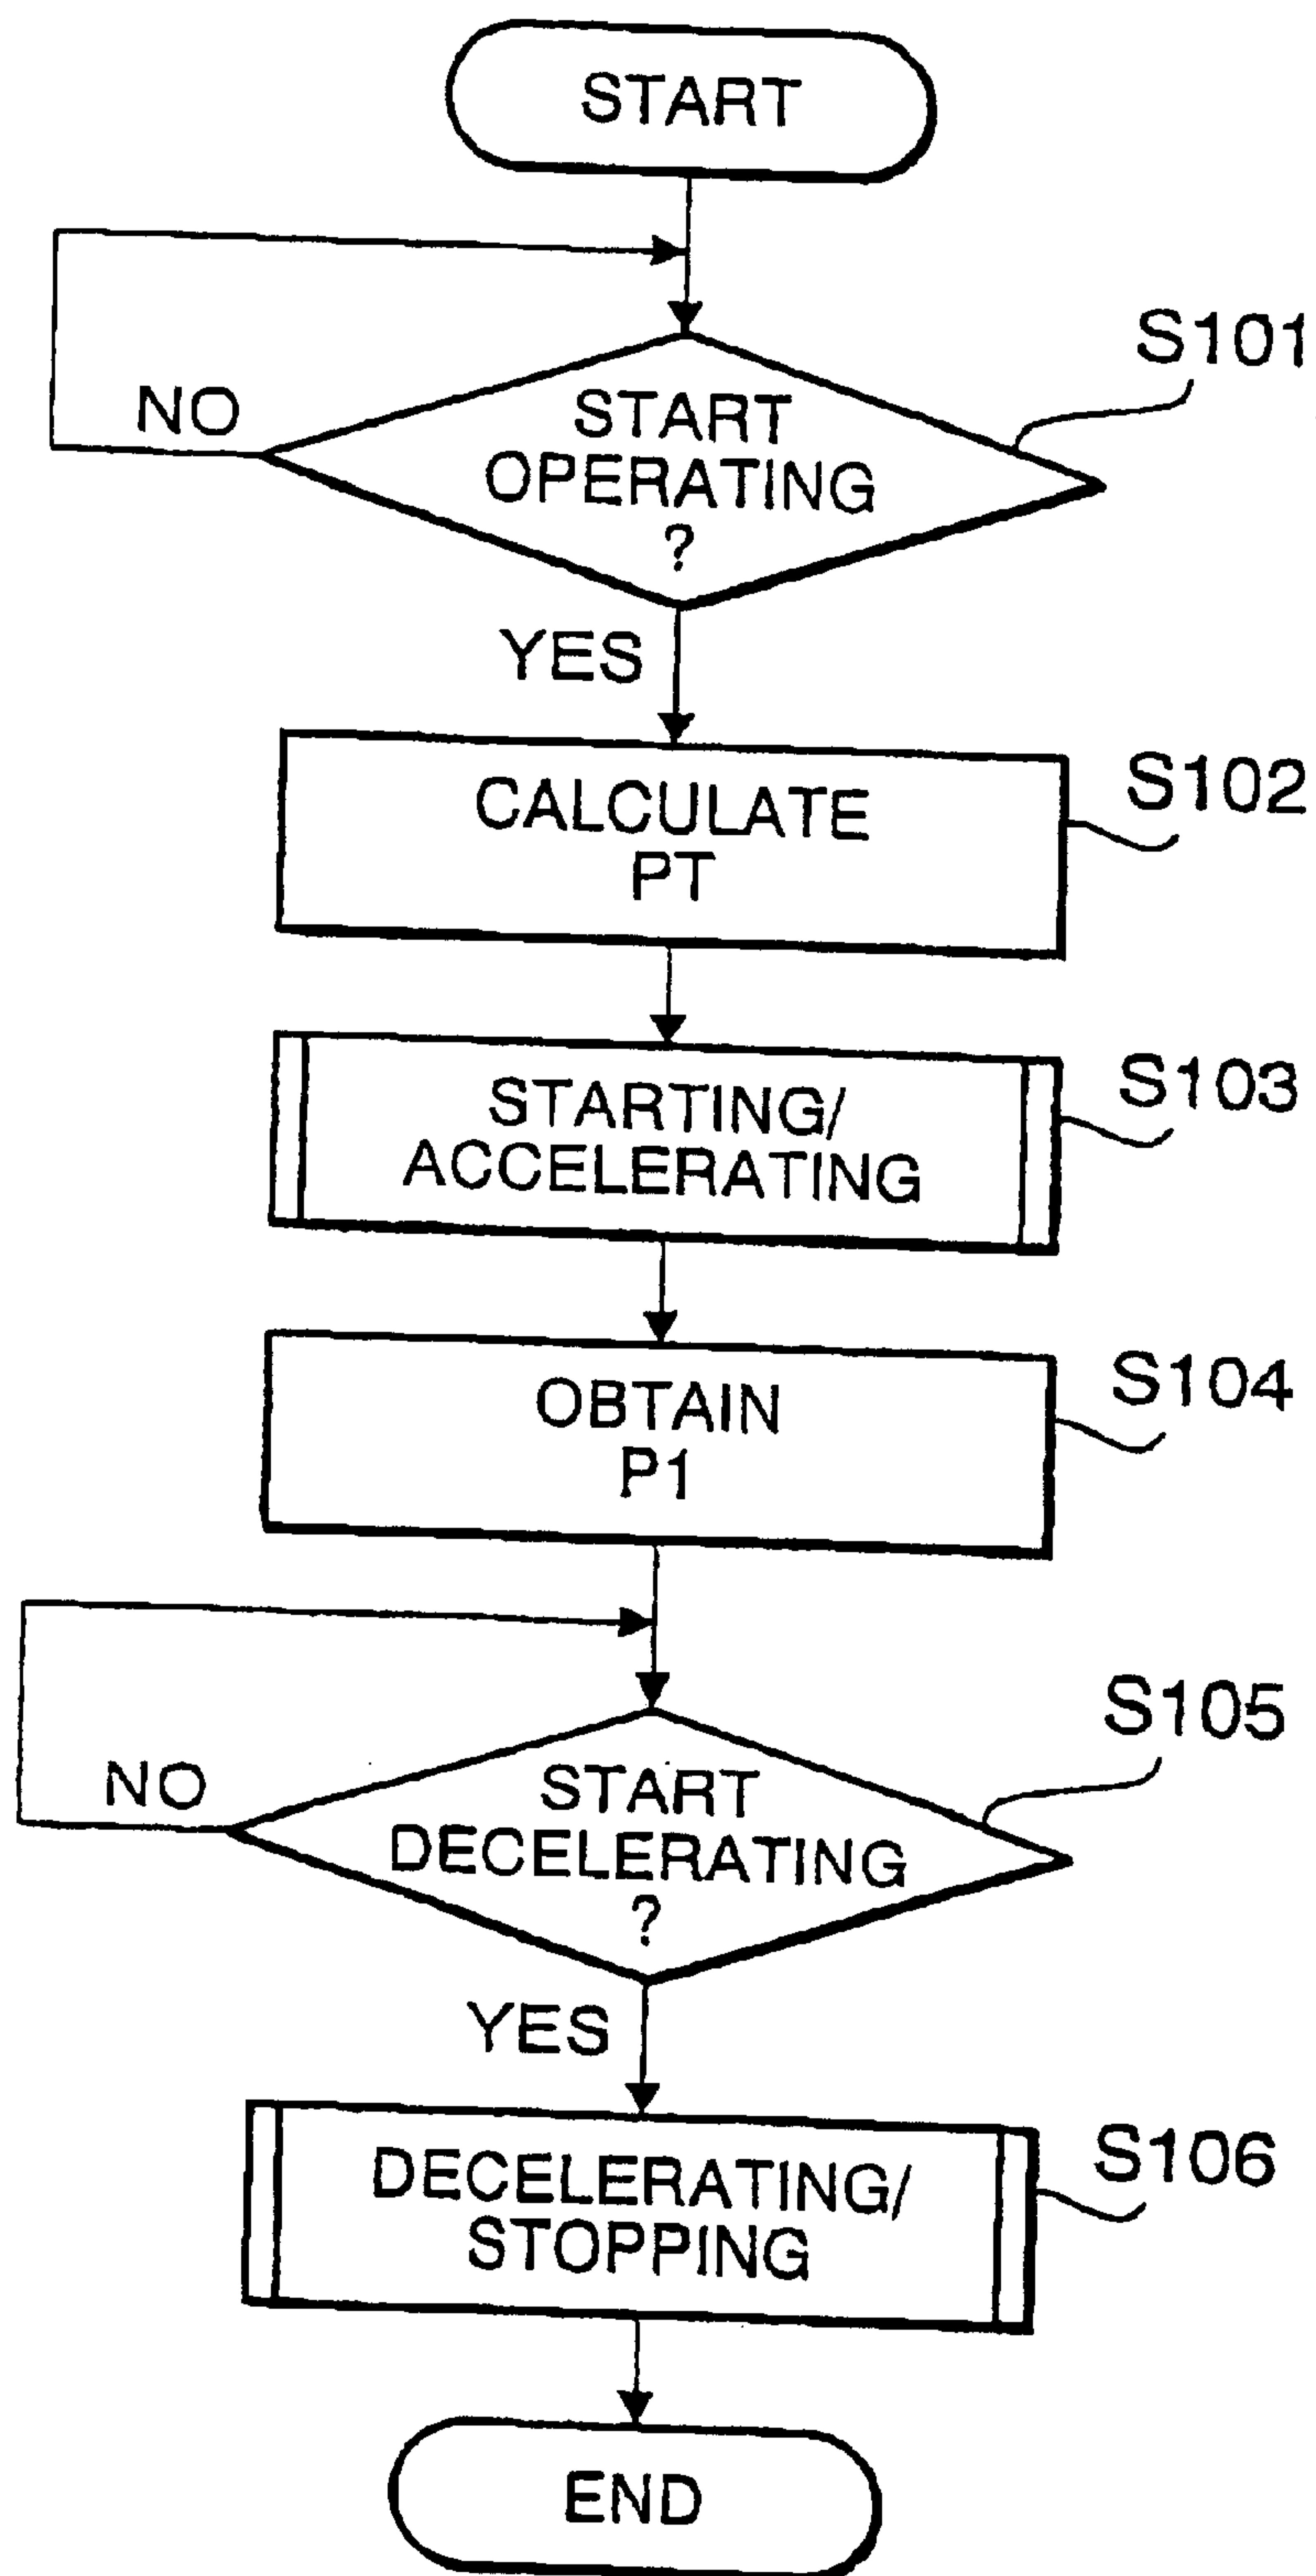 START
S101
NO
START
OPERATING
?
YES
S102
CALCULATE
PT
S103
STARTING/
ACCELERATING
S104
OBTAIN
P1
S105
NO
START
DECELERATING
?
YES
S106
DECELERATING/
STOPPING
END